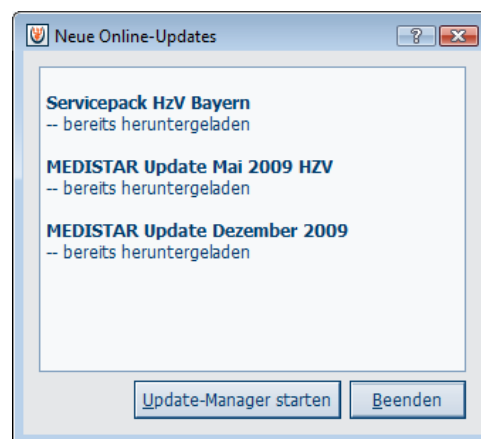 Neue Online-Updates
?
Servicepack HzV Bayern
-- bereits heruntergeladen
MEDISTAR Update Mai 2009 HZV
-- bereits heruntergeladen
MEDISTAR Update Dezember 2009
-- bereits heruntergeladen
Update-Manager starten
Beenden